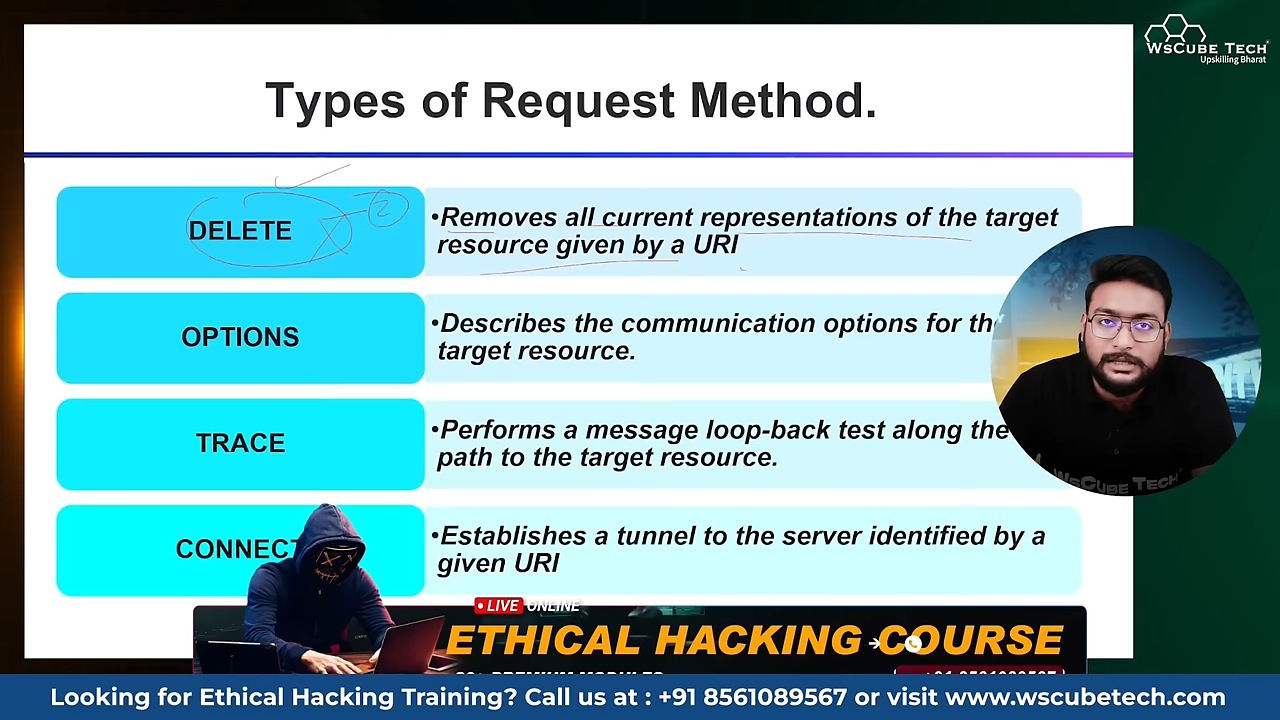 WsCube Tech
Upskilling Bharat
Types of Request Method.
DELETE
2
•Removes all current representations of the target
resource given by a URI
OPTIONS
•Describes the communication options for the
target resource.
TRACE
•Performs a message loop-back test along the
path to the target resource.
WsCube Tech
CONNECT
•Establishes a tunnel to the server identified by a
given URI
• LIVE ONLINE
ETHICAL HACKING COURSE
Looking for Ethical Hacking Training? Call us at : +91 8561089567 or visit www.wscubetech.com